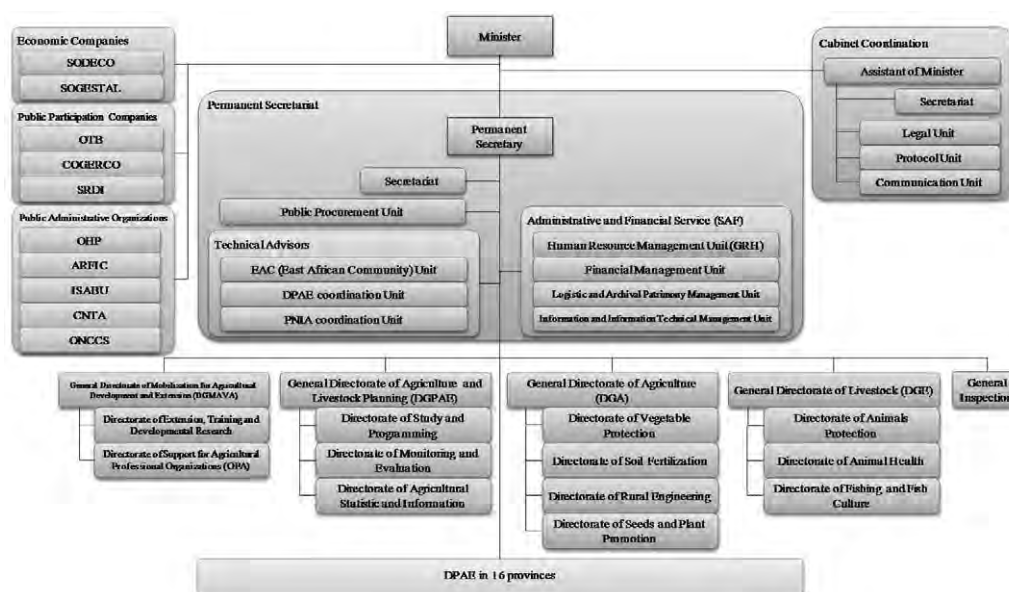 Minister
Economic Companies
SODECO
SOGESTAL
Public Participation Companies
OTB
COGERCO
SRDI
Public Administrative Organizations
OHP
ARFIC
ISABU
CNTA
ONCCS
Cabinet Coordination
Assistant of Minister
Secretariat
Legal Unit
Protocol Unit
Communication Unit
Permanent Secretariat
Permanent
Secretary
Secretariat
Public Procurement Unit
Technical Advisors
EAC (East African Community) Unit
DPAE coordination Unit
PNIA coordination Unit
Administrative and Financial Service (SAF)
Human Resource Management Unit (GRH)
Financial Management Unit
Logistic and Archival Patrimony Management Unit
Information and Information Technical Management Unit
General Directorate of Mobilization for Agricultural
Development and Extension (DGMAVA)
Directorate of Extension, Training and
Developmental Research
Directorate of Support for Agricultural
Professional Organizations (OPA)
General Directorate of Agriculture and
Livestock Planning (DGPAE)
Directorate of Study and
Programming
Directorate of Monitoring and
Evaluation
Directorate of Agricultural
Statistic and Information
General Directorate of Agriculture
(DGA)
Directorate of Vegetable
Protection
Directorate of Soil Fertilization
Directorate of Rural Engineering
Directorate of Seeds and Plant
Promotion
General Directorate of Livestock (DGE)
Directorate of Animals
Protection
Directorate of Animal Health
Directorate of Fishing and Fish
Culture
General
Inspection
DPAE in 16 provinces